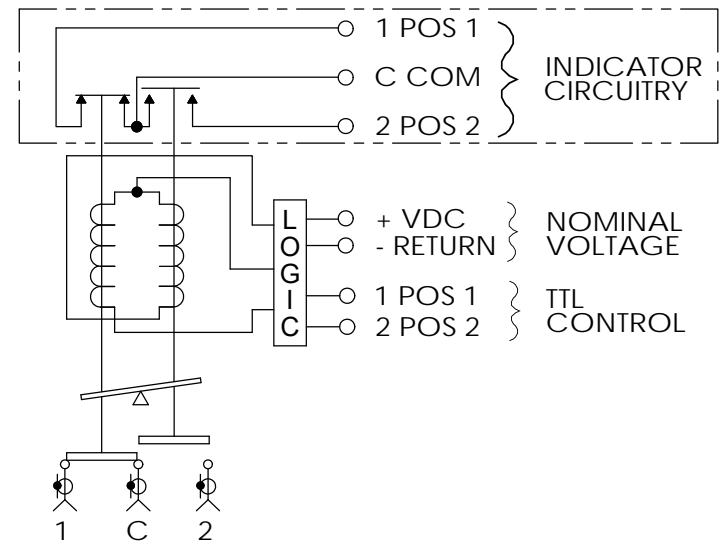 1 POS 1
C COM
2 POS 2
INDICATOR
CIRCUITRY
LOGIC
+ VDC
- RETURN
NOMINAL
VOLTAGE
1 POS 1
2 POS 2
TTL
CONTROL
1 C 2